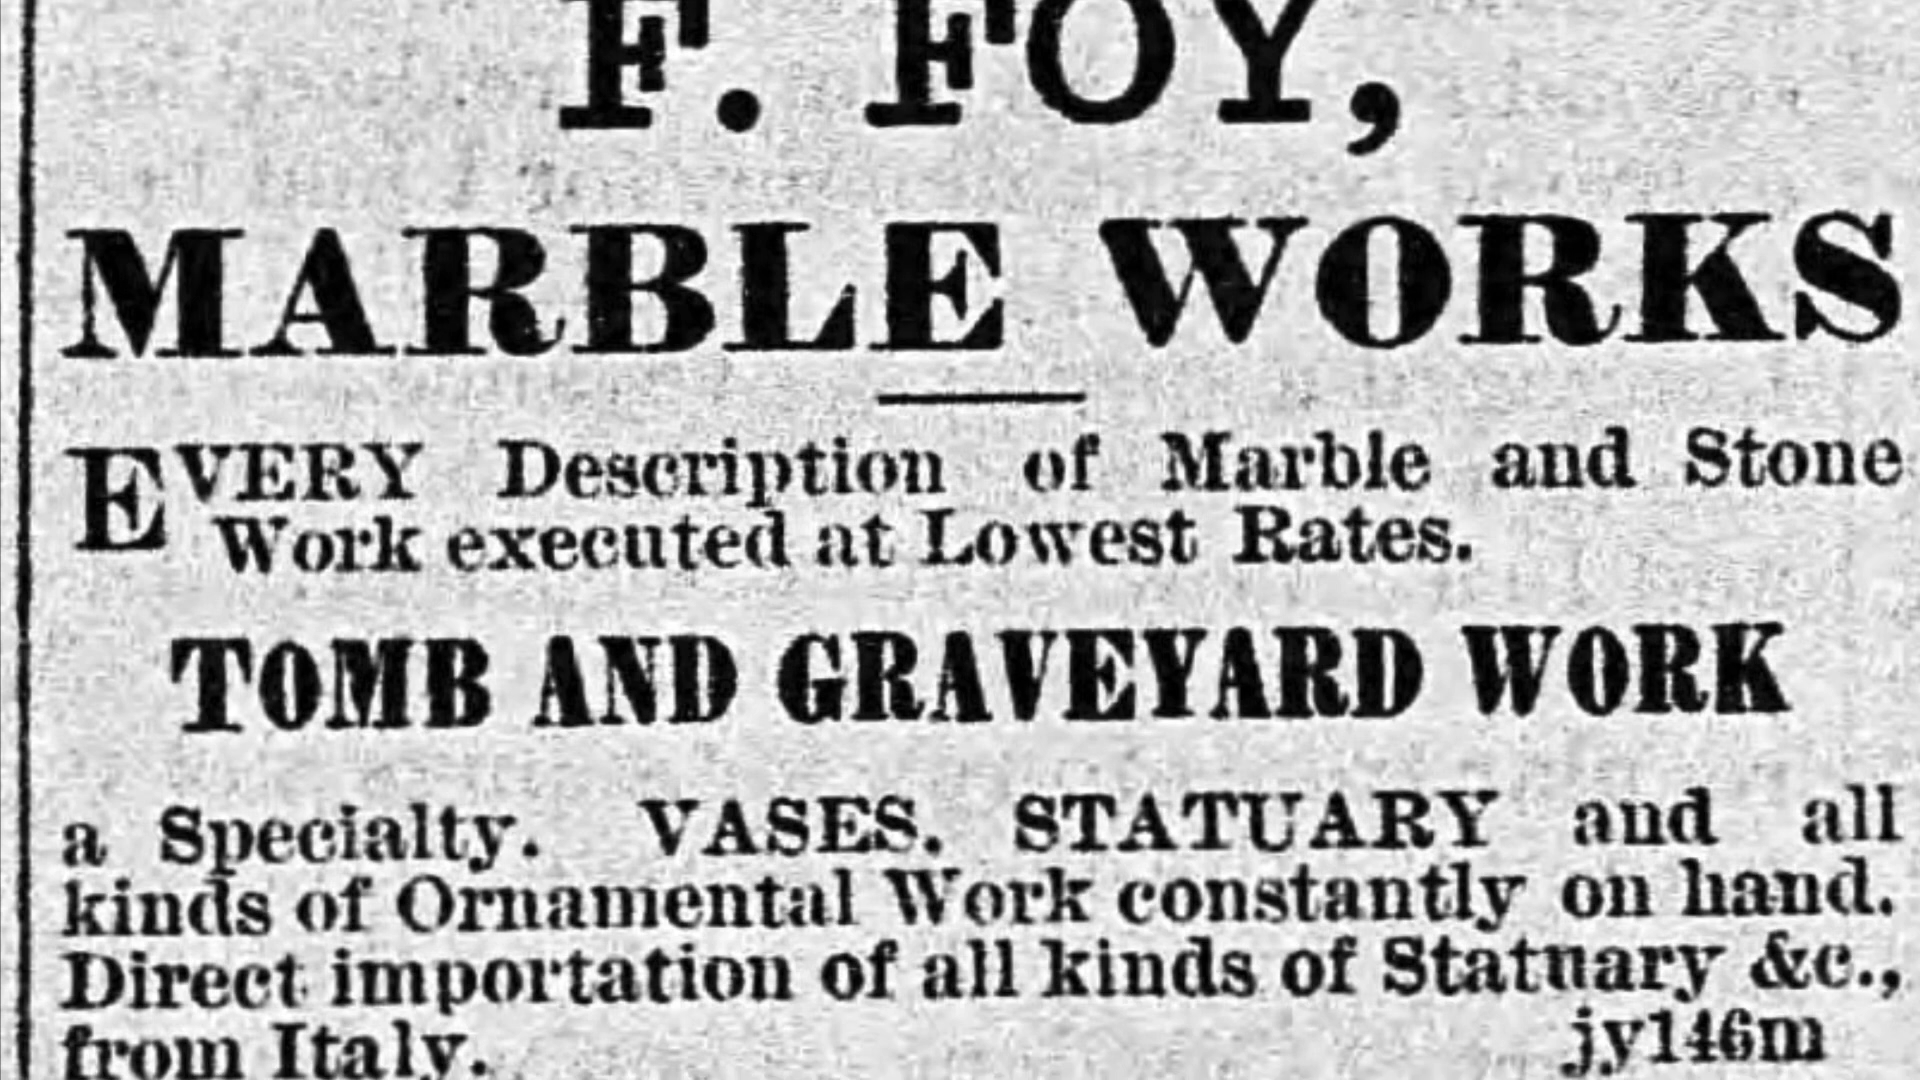 F. FOY,
MARBLE WORKS
EVERY Description of Marble and Stone
Work executed at Lowest Rates.
TOMB AND GRAVEYARD WORK
a Specialty. VASES. STATUARY and all
kinds of Ornamental Work constantly on hand.
Direct importation of all kinds of Statuary &c.,
from Italy. jy146m